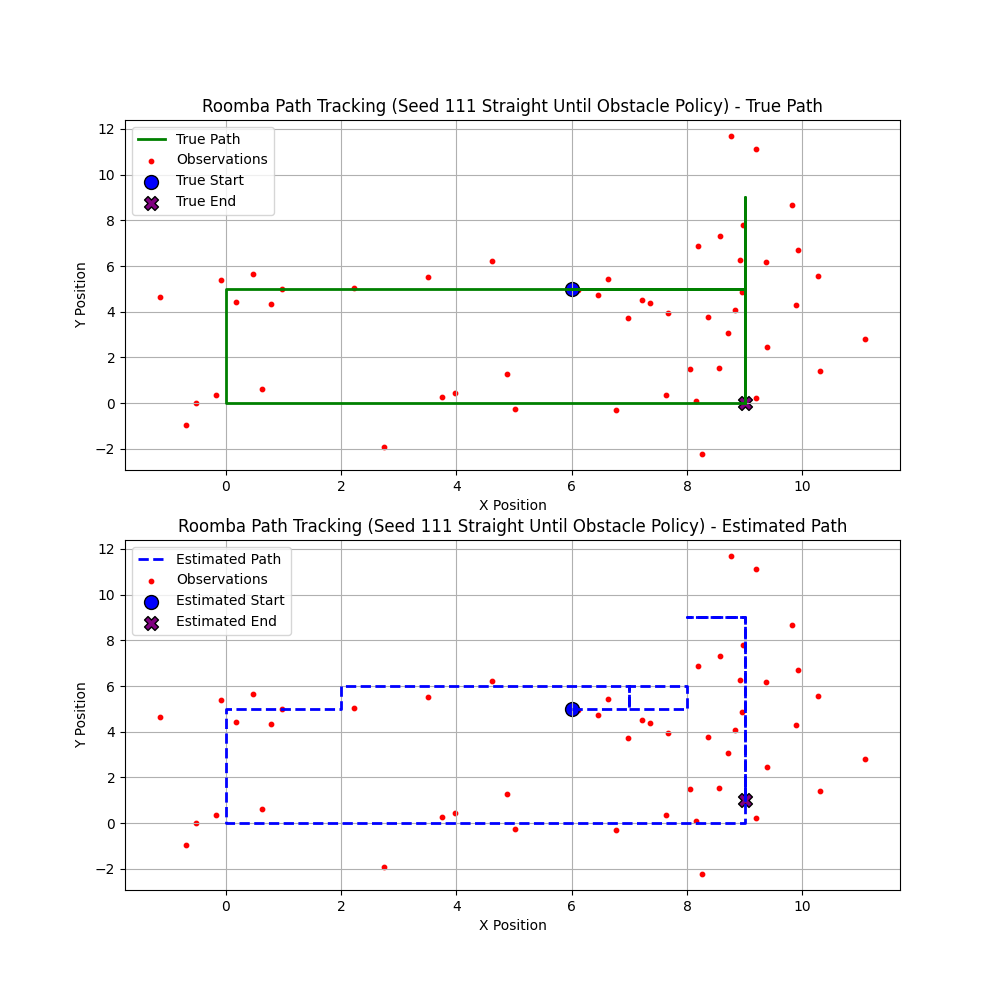 Roomba Path Tracking (Seed 111 Straight Until Obstacle Policy) - True Path
12
10
8
6
4
2
0
−2
Y Position
True Path
Observations
True Start
True End
0 2 4 6 8 10
X Position
Roomba Path Tracking (Seed 111 Straight Until Obstacle Policy) - Estimated Path
12
10
8
6
4
2
0
−2
Y Position
Estimated Path
Observations
Estimated Start
Estimated End
0 2 4 6 8 10
X Position